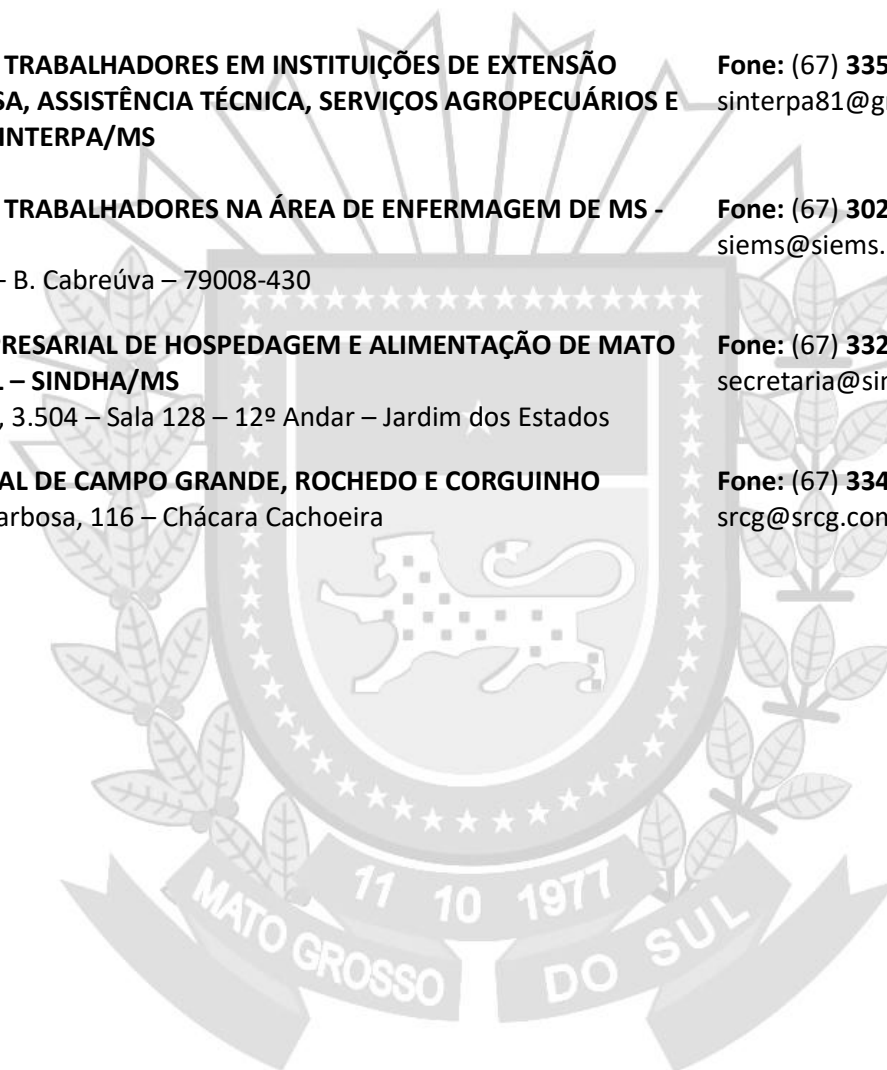 TRABALHADORES EM INSTITUIÇÕES DE EXTENSÃO
SA, ASSISTÊNCIA TÉCNICA, SERVIÇOS AGROPECUÁRIOS E
INTERPA/MS
Fone: (67) 335
sinterpa81@g
TRABALHADORES NA ÁREA DE ENFERMAGEM DE MS -
– B. Cabreúva – 79008-430
Fone: (67) 302
siems@siems.
PRESARIAL DE HOSPEDAGEM E ALIMENTAÇÃO DE MATO
L – SINDHA/MS
, 3.504 – Sala 128 – 12º Andar – Jardim dos Estados
Fone: (67) 332
secretaria@sin
AL DE CAMPO GRANDE, ROCHEDO E CORGUINHO
arbosa, 116 – Chácara Cachoeira
Fone: (67) 334
srcg@srcg.com
11 10 1977
MATO GROSSO DO SUL